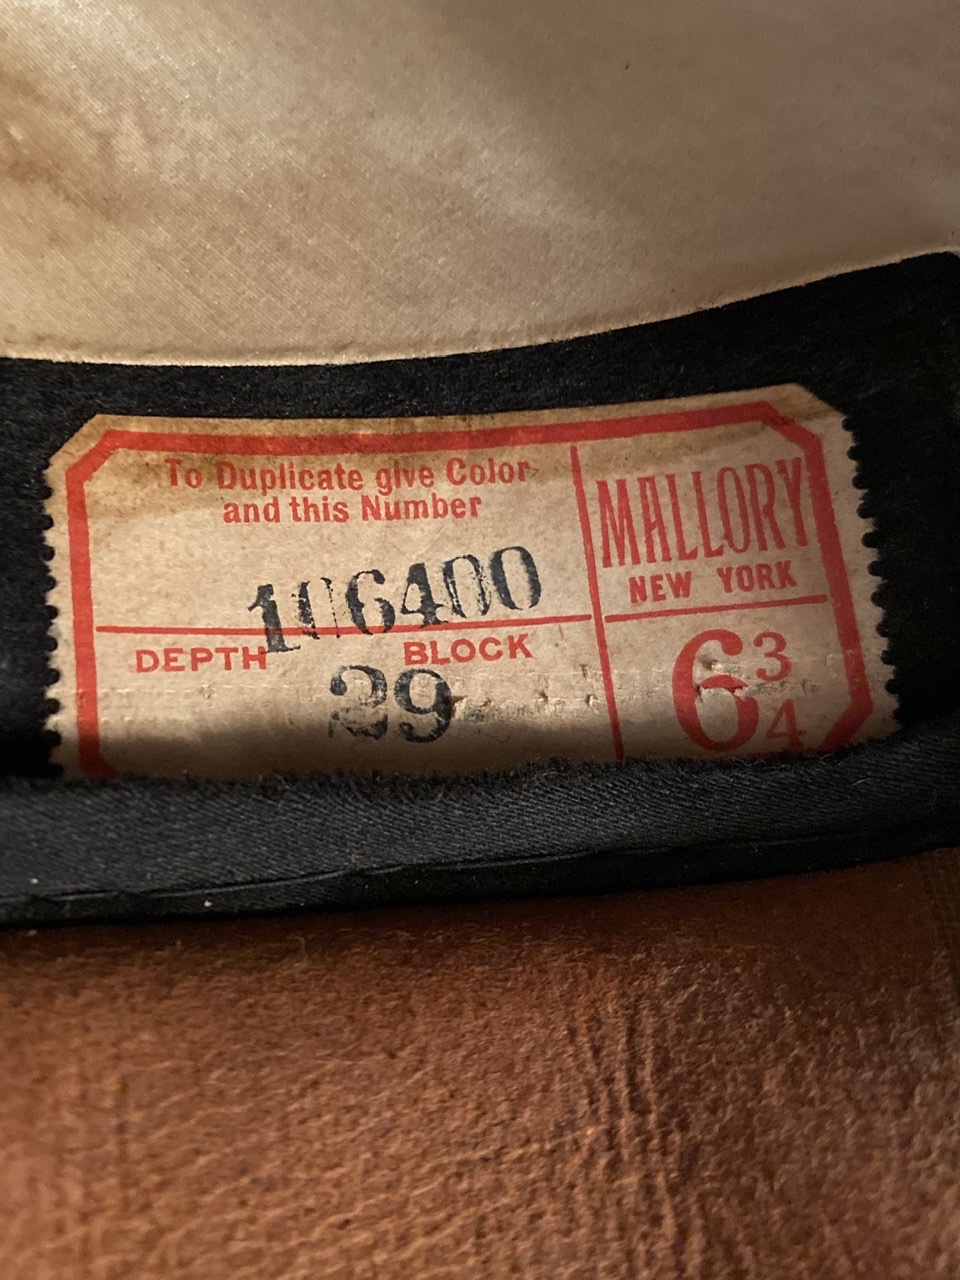 To Duplicate give Color
and this Number
106400
DEPTH BLOCK
29
MALLORY
NEW YORK
6 3/4